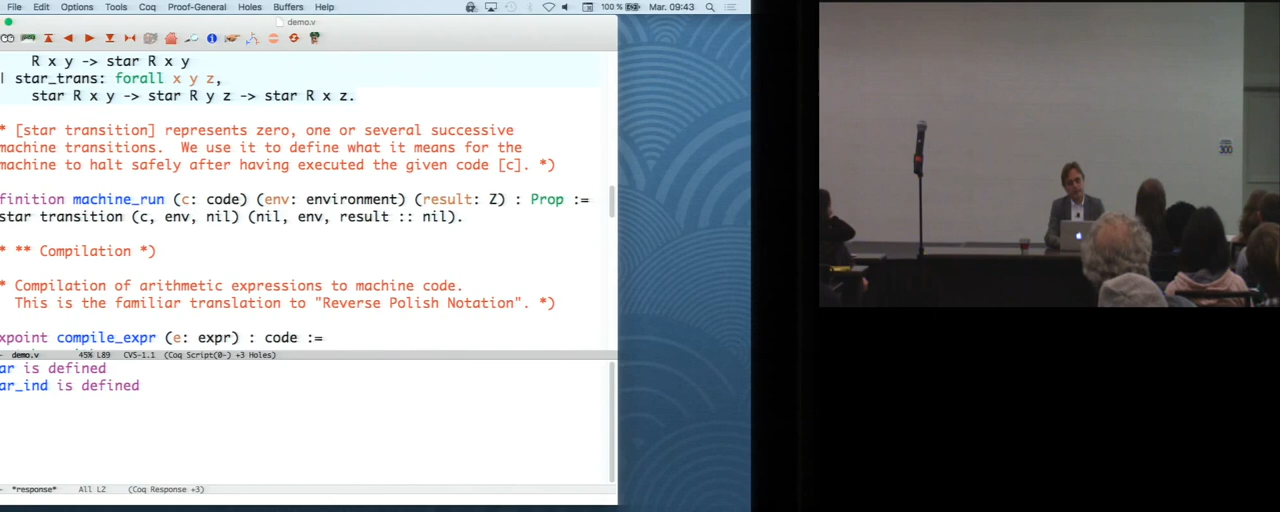 File Edit Options Tools Coq Proof-General Holes Buffers Help
100 % Mar. 09:43
demo.v
R x y -> star R x y
| star_trans: forall x y z,
star R x y -> star R y z -> star R x z.
* [star transition] represents zero, one or several successive
machine transitions. We use it to define what it means for the
machine to halt safely after having executed the given code [c]. *)
finition machine_run (c: code) (env: environment) (result: Z) : Prop :=
star transition (c, env, nil) (nil, env, result :: nil).
* ** Compilation *)
* Compilation of arithmetic expressions to machine code.
This is the familiar translation to "Reverse Polish Notation". *)
xpoint compile_expr (e: expr) : code :=
- demo.v 45% L89 CVS-1.1 (Coq Script(0-) +3 Holes)
ar is defined
ar_ind is defined
- *response* All L2 (Coq Response +3)
300